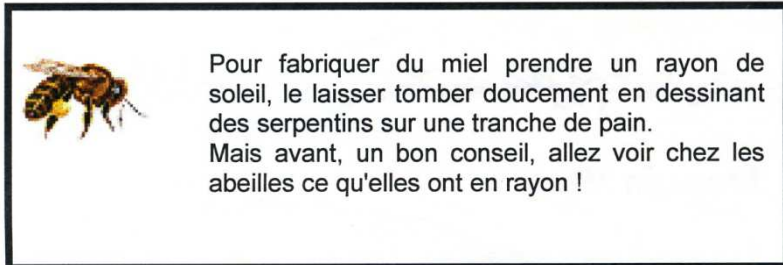 Pour fabriquer du miel prendre un rayon de
soleil, le laisser tomber doucement en dessinant
des serpentins sur une tranche de pain.
Mais avant, un bon conseil, allez voir chez les
abeilles ce qu'elles ont en rayon !